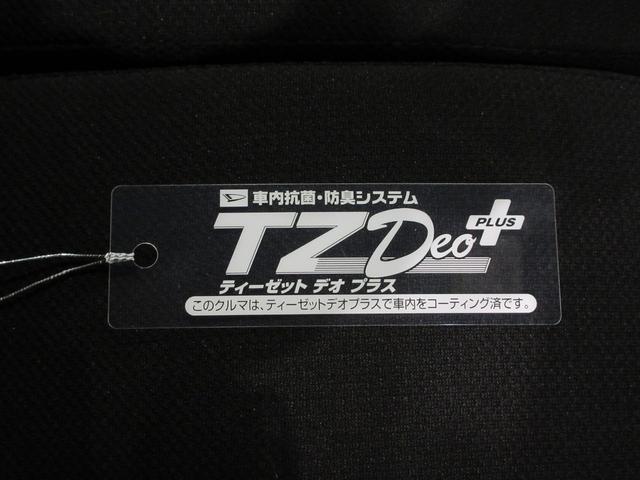 車内抗菌・防臭システム
TZ Deo PLUS
ティーゼット デオ プラス
このクルマは、ティーゼットデオプラスで車内をコーティング済です。